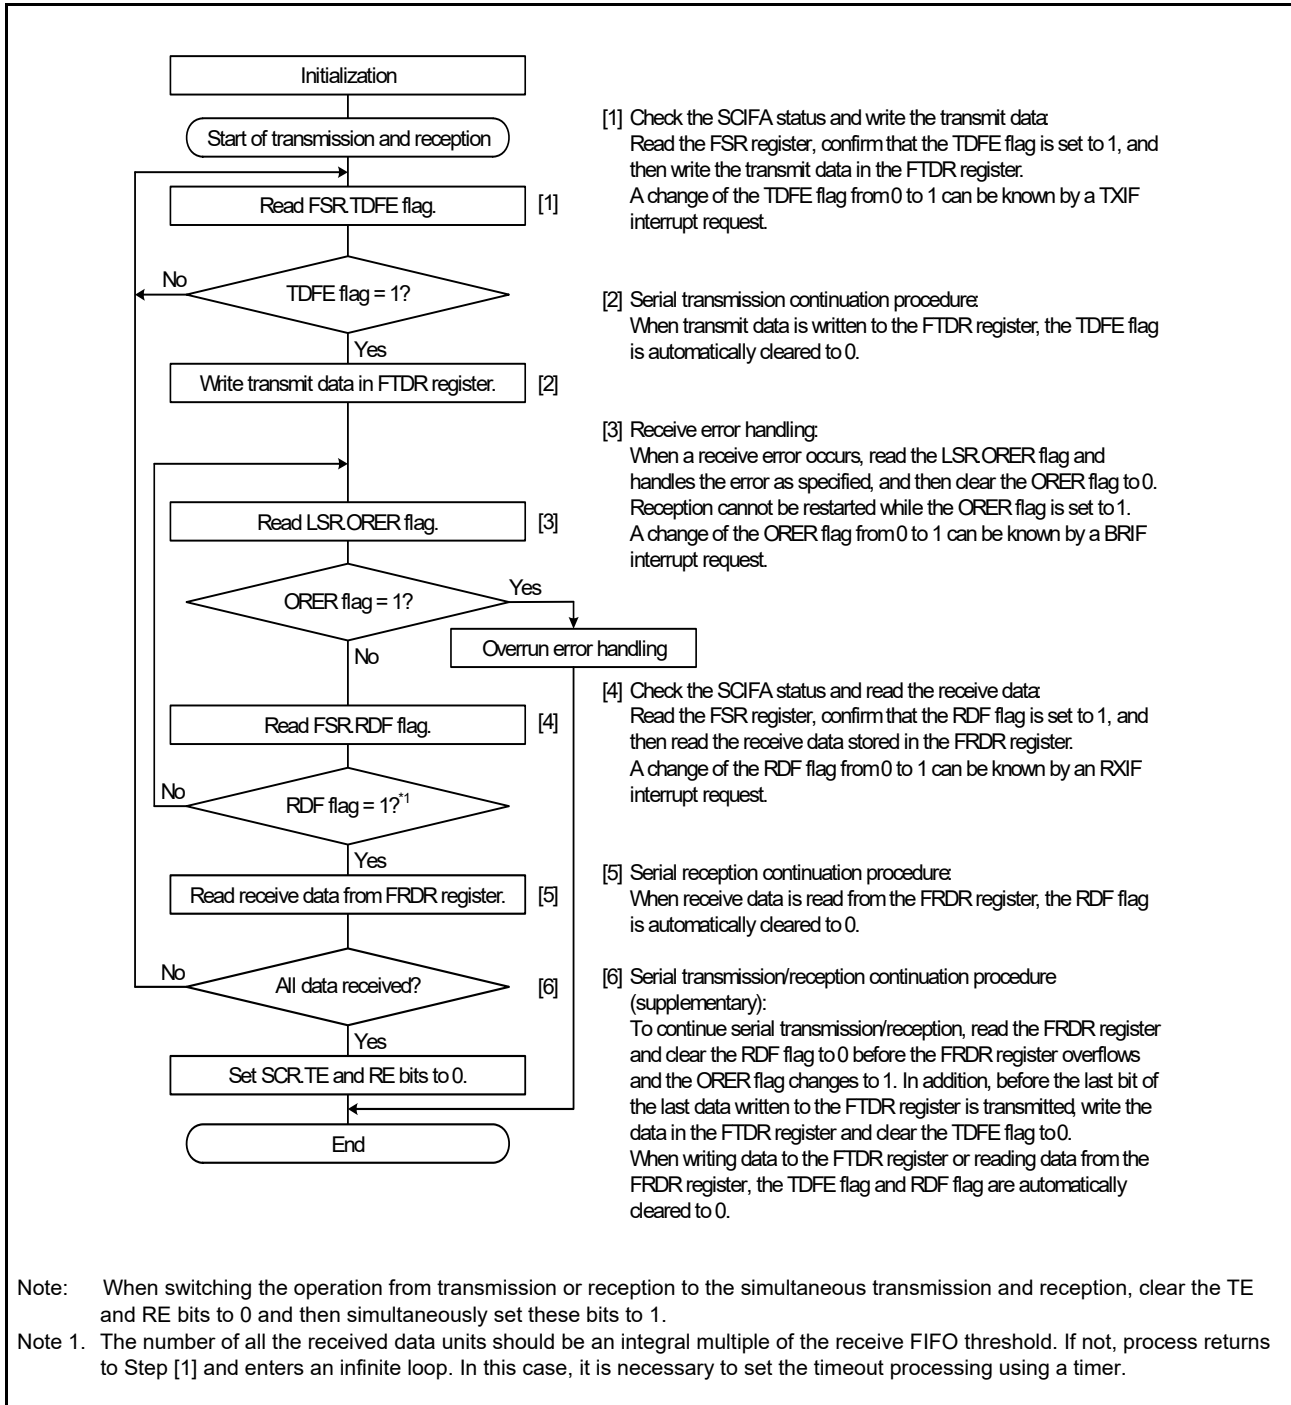 Initialization
Start of transmission and reception
Read FSR.TDFE flag.
[1]
No
TDFE flag = 1?
Yes
Write transmit data in FTDR register.
[2]
Read LSR.ORER flag.
[3]
ORER flag = 1?
Yes
Overrun error handling
No
Read FSR.RDF flag.
[4]
No
RDF flag = 1?*1
Yes
Read receive data from FRDR register.
[5]
No
All data received?
[6]
Yes
Set SCR.TE and RE bits to 0.
End
[1] Check the SCIFA status and write the transmit data:
Read the FSR register, confirm that the TDFE flag is set to 1, and
then write the transmit data in the FTDR register.
A change of the TDFE flag from 0 to 1 can be known by a TXIF
interrupt request.
[2] Serial transmission continuation procedure:
When transmit data is written to the FTDR register, the TDFE flag
is automatically cleared to 0.
[3] Receive error handling:
When a receive error occurs, read the LSR.ORER flag and
handles the error as specified, and then clear the ORER flag to 0.
Reception cannot be restarted while the ORER flag is set to 1.
A change of the ORER flag from 0 to 1 can be known by a BRIF
interrupt request.
[4] Check the SCIFA status and read the receive data:
Read the FSR register, confirm that the RDF flag is set to 1, and
then read the receive data stored in the FRDR register.
A change of the RDF flag from 0 to 1 can be known by an RXIF
interrupt request.
[5] Serial reception continuation procedure:
When receive data is read from the FRDR register, the RDF flag
is automatically cleared to 0.
[6] Serial transmission/reception continuation procedure
(supplementary):
To continue serial transmission/reception, read the FRDR register
and clear the RDF flag to 0 before the FRDR register overflows
and the ORER flag changes to 1. In addition, before the last bit of
the last data written to the FTDR register is transmitted, write the
data in the FTDR register and clear the TDFE flag to 0.
When writing data to the FTDR register or reading data from the
FRDR register, the TDFE flag and RDF flag are automatically
cleared to 0.
Note: When switching the operation from transmission or reception to the simultaneous transmission and reception, clear the TE
and RE bits to 0 and then simultaneously set these bits to 1.
Note 1. The number of all the received data units should be an integral multiple of the receive FIFO threshold. If not, process returns
to Step [1] and enters an infinite loop. In this case, it is necessary to set the timeout processing using a timer.